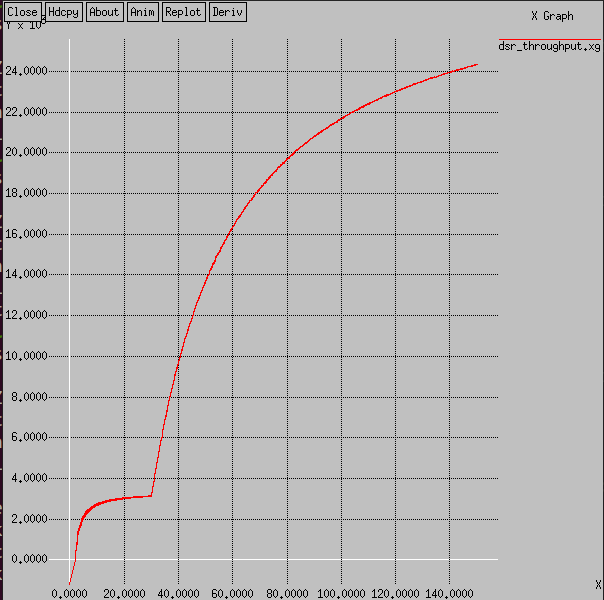 Close Hdcpy About Anim Replot Deriv
X Graph
Y x 10
dsr_throughput.xg
24.0000
22.0000
20.0000
18.0000
16.0000
14.0000
12.0000
10.0000
8.0000
6.0000
4.0000
2.0000
0.0000
X
0.0000 20.0000 40.0000 60.0000 80.0000 100.0000 120.0000 140.0000